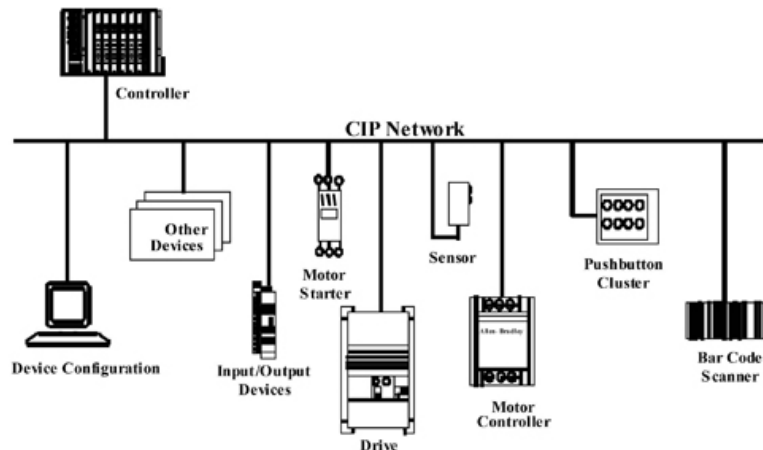 Controller
CIP Network
Other
Devices
Motor
Starter
Sensor
Pushbutton
Cluster
Allen-Bradley
Device Configuration
Input/Output
Devices
Drive
Motor
Controller
Bar Code
Scanner